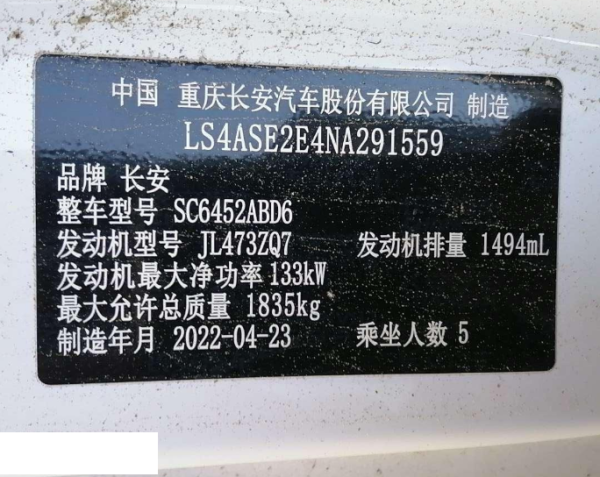 中国 重庆长安汽车股份有限公司 制造
LS4ASE2E4NA291559
品牌 长安
整车型号 SC6452ABD6
发动机型号 JL473ZQ7 发动机排量 1494mL
发动机最大净功率 133kW
最大允许总质量 1835kg
制造年月 2022-04-23 乘坐人数 5